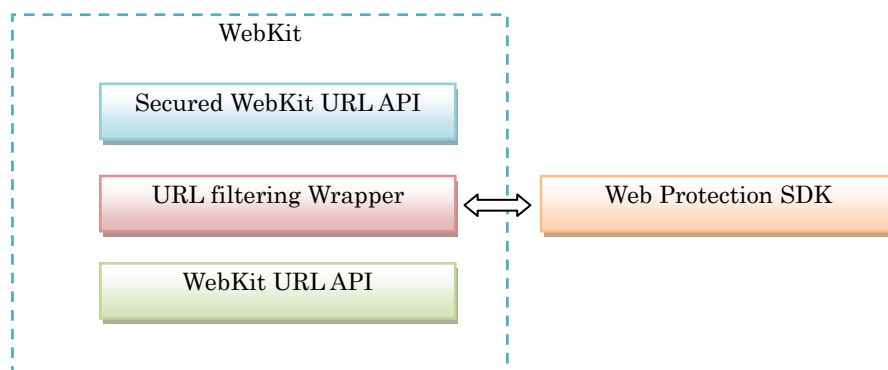 WebKit
Secured WebKit URL API
URL filtering Wrapper
Web Protection SDK
WebKit URL API